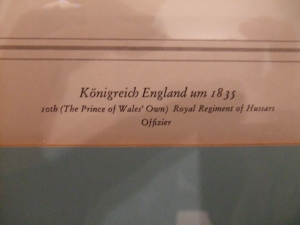 Königreich England um 1835
10th (The Prince of Wales' Own) Royal Regiment of Hussars
Offizier